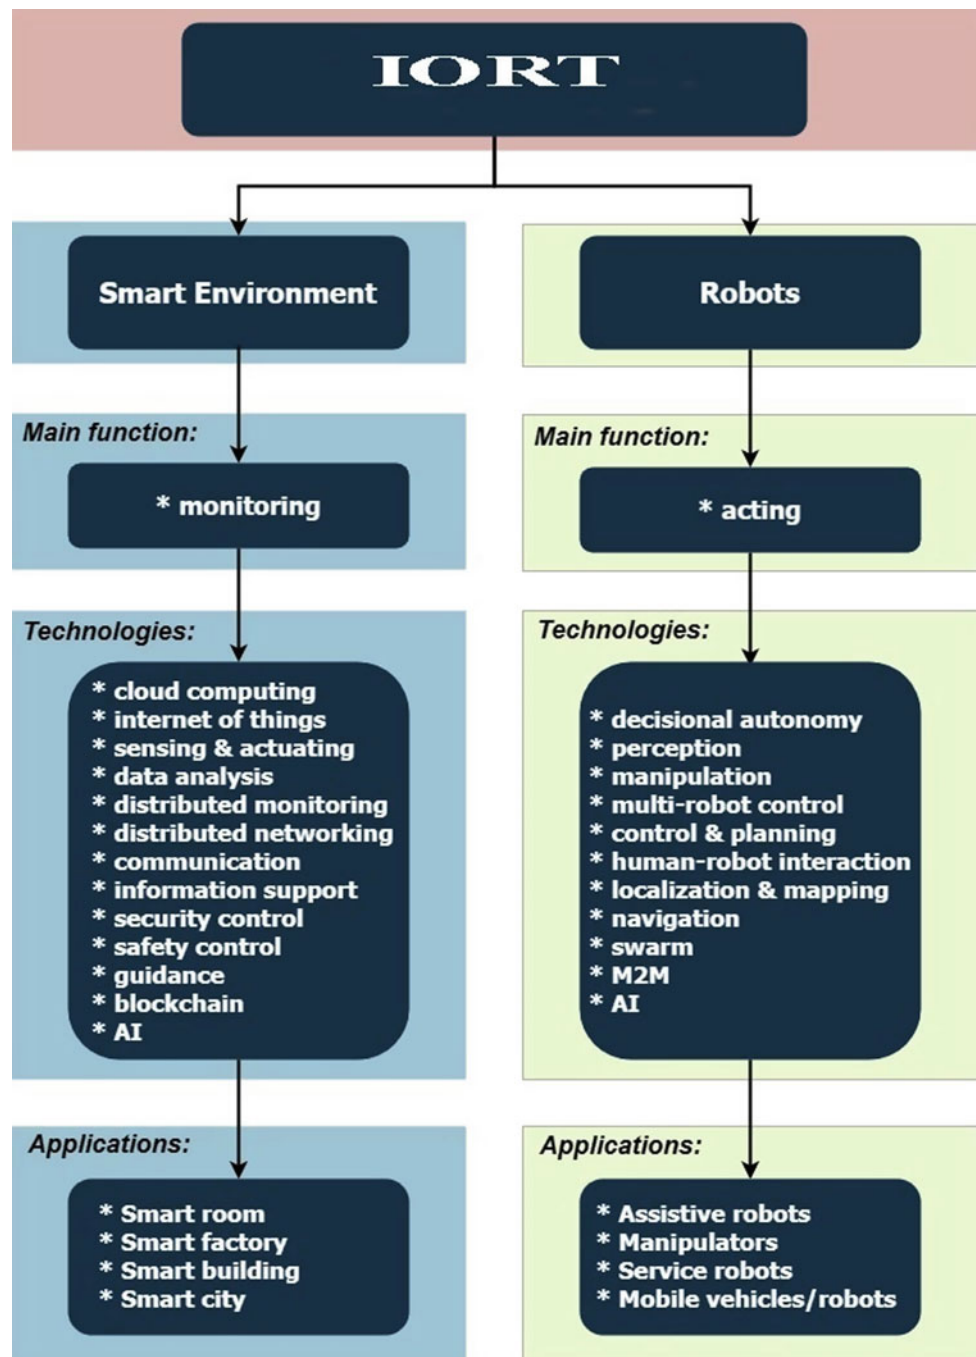 IORT
Smart Environment
Main function:
* monitoring
Technologies:
* cloud computing
* internet of things
* sensing & actuating
* data analysis
* distributed monitoring
* distributed networking
* communication
* information support
* security control
* safety control
* guidance
* blockchain
* AI
Applications:
* Smart room
* Smart factory
* Smart building
* Smart city
Robots
Main function:
* acting
Technologies:
* decisional autonomy
* perception
* manipulation
* multi-robot control
* control & planning
* human-robot interaction
* localization & mapping
* navigation
* swarm
* M2M
* AI
Applications:
* Assistive robots
* Manipulators
* Service robots
* Mobile vehicles/robots